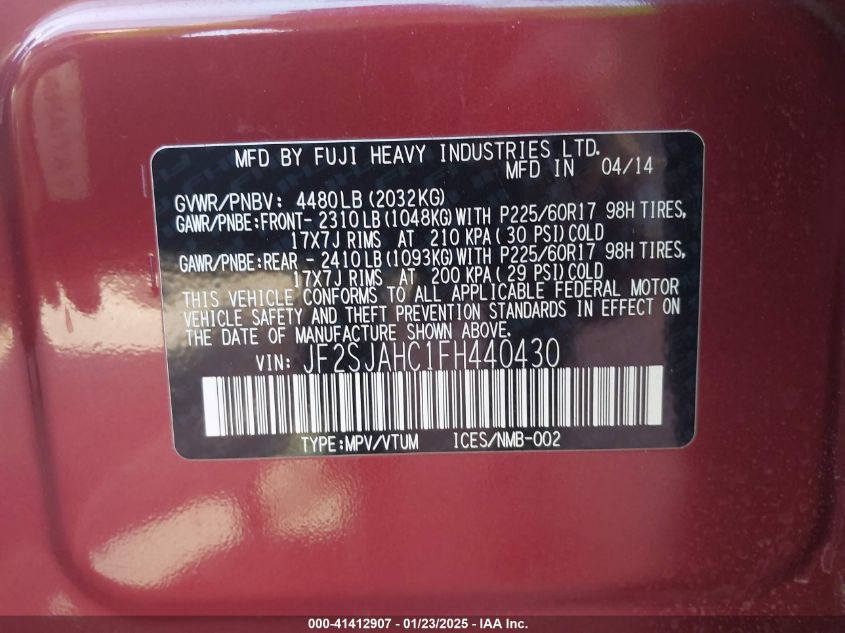 MFD BY FUJI HEAVY INDUSTRIES LTD.
MFD IN 04/14
GVWR/PNBV: 4480LB (2032KG)
GAWR/PNBE:FRONT- 2310LB (1048KG) WITH P225/60R17 98H TIRES,
17X7J RIMS AT 210 KPA (30 PSI) COLD
GAWR/PNBE:REAR - 2410LB (1093KG) WITH P225/60R17 98H TIRES,
17X7J RIMS AT 200 KPA (29 PSI) COLD
THIS VEHICLE CONFORMS TO ALL APPLICABLE FEDERAL MOTOR
VEHICLE SAFETY AND THEFT PREVENTION STANDARDS IN EFFECT ON
THE DATE OF MANUFACTURE SHOWN ABOVE.
VIN: JF2SJAHC1FH440430
TYPE:MPV/VTUM ICES/NMB-002
000-41412907 - 01/23/2025 - IAA Inc.